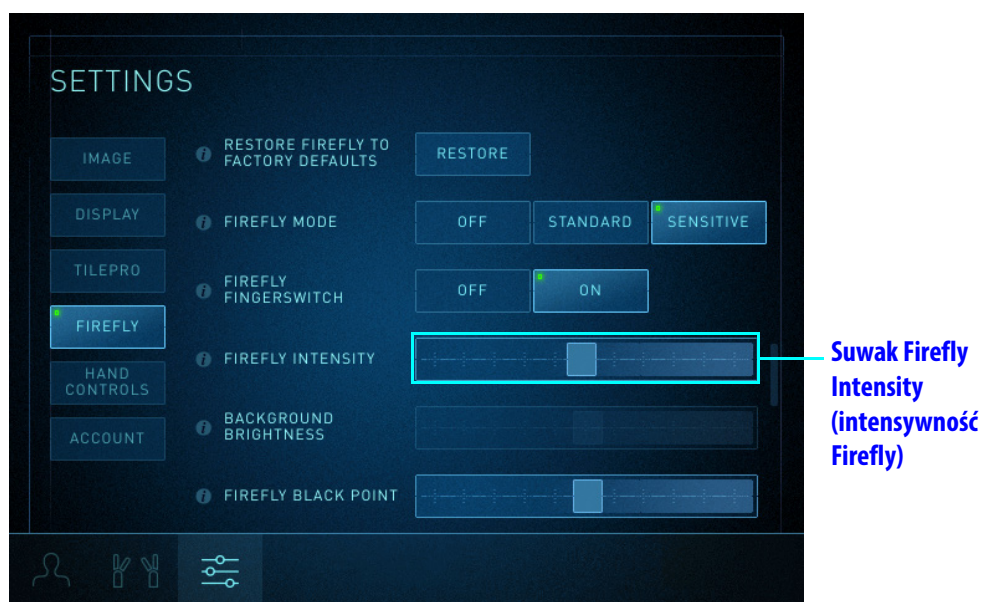 SETTINGS
IMAGE
DISPLAY
TILEPRO
FIREFLY
HAND
CONTROLS
ACCOUNT
RESTORE FIREFLY TO
FACTORY DEFAULTS
RESTORE
FIREFLY MODE
OFF
STANDARD
SENSITIVE
FIREFLY
FINGERSWITCH
OFF
ON
FIREFLY INTENSITY
BACKGROUND
BRIGHTNESS
FIREFLY BLACK POINT
Suwak Firefly
Intensity
(intensywność
Firefly)